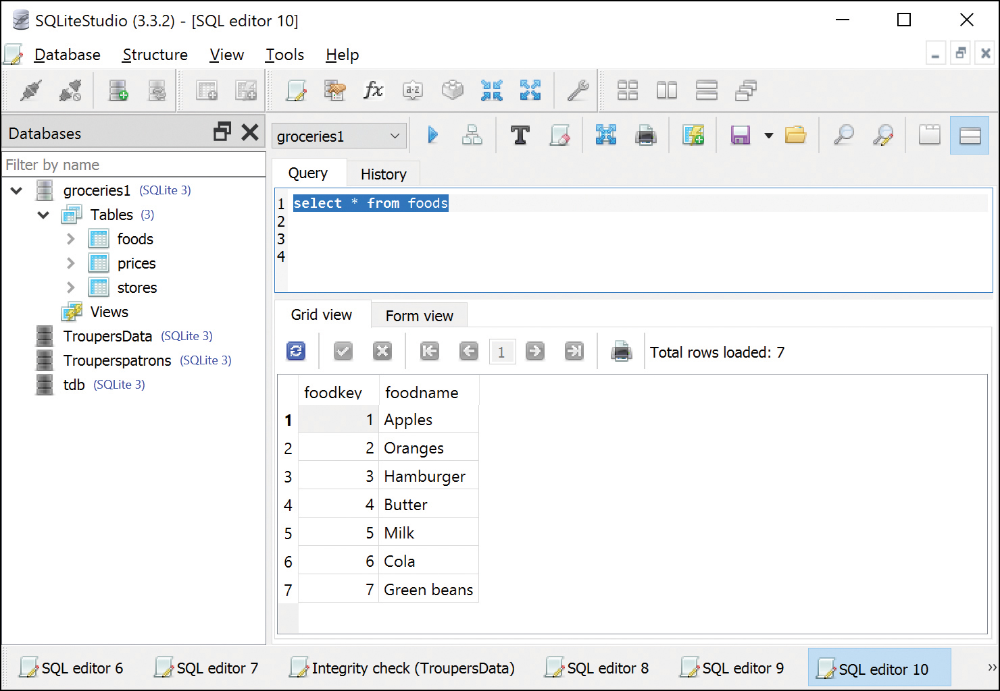 SQLiteStudio (3.3.2) - [SQL editor 10]
Database Structure View Tools Help
fx a-z
Databases
groceries1
T
Filter by name
Query History
groceries1 (SQLite 3)
1 select * from foods
Tables (3)
2
foods
3
prices
4
stores
Views
Grid view Form view
TroupersData (SQLite 3)
1 Total rows loaded: 7
Trouperspatrons (SQLite 3)
tdb (SQLite 3)
foodkey foodname
1 1 Apples
2 2 Oranges
3 3 Hamburger
4 4 Butter
5 5 Milk
6 6 Cola
7 7 Green beans
SQL editor 6 SQL editor 7 Integrity check (TroupersData) SQL editor 8 SQL editor 9 SQL editor 10 »